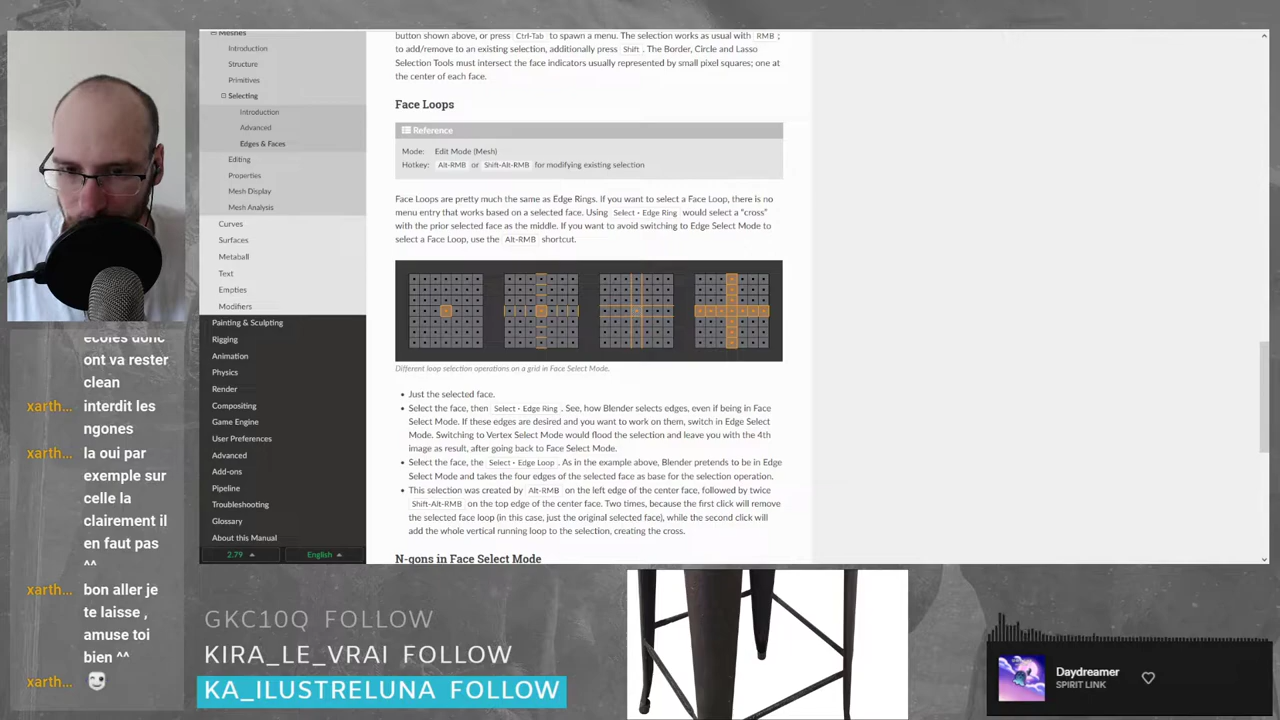 Meshes
Introduction
Structure
Primitives
Selecting
Introduction
Advanced
Edges & Faces
Editing
Properties
Mesh Display
Mesh Analysis
Curves
Surfaces
Metaball
Text
Empties
Modifiers
Painting & Sculpting
Rigging
Animation
Physics
Render
Compositing
Game Engine
User Preferences
Advanced
Add-ons
Pipeline
Troubleshooting
Glossary
About this Manual
2.79
English
button shown above, or press Ctrl-Tab to spawn a menu. The selection works as usual with RMB ;
to add/remove to an existing selection, additionally press Shift . The Border, Circle and Lasso
Selection Tools must intersect the face indicators usually represented by small pixel squares; one at
the center of each face.
Face Loops
Reference
Mode: Edit Mode (Mesh)
Hotkey: Alt-RMB or Shift-Alt-RMB for modifying existing selection
Face Loops are pretty much the same as Edge Rings. If you want to select a Face Loop, there is no
menu entry that works based on a selected face. Using Select ‣ Edge Ring would select a “cross”
with the prior selected face as the middle. If you want to avoid switching to Edge Select Mode to
select a Face Loop, use the Alt-RMB shortcut.
Different loop selection operations on a grid in Face Select Mode.
• Just the selected face.
• Select the face, then Select ‣ Edge Ring . See, how Blender selects edges, even if being in Face
Select Mode. If these edges are desired and you want to work on them, switch in Edge Select
Mode. Switching to Vertex Select Mode would flood the selection and leave you with the 4th
image as result, after going back to Face Select Mode.
• Select the face, the Select ‣ Edge Loop . As in the example above, Blender pretends to be in Edge
Select Mode and takes the four edges of the selected face as base for the selection operation.
• This selection was created by Alt-RMB on the left edge of the center face, followed by twice
Shift-Alt-RMB on the top edge of the center face. Two times, because the first click will remove
the selected face loop (in this case, just the original selected face), while the second click will
add the whole vertical running loop to the selection, creating the cross.
N-gons in Face Select Mode
écoles donc
ont va rester
clean
xarth... interdit les
ngones
xarth... la oui par
exemple sur
celle la
clairement il
en faut pas
^^
xarth... bon aller je
te laisse ,
amuse toi
bien ^^
xarth...
GKC10Q FOLLOW
KIRA_LE_VRAI FOLLOW
KA_ILUSTRELUNA FOLLOW
Daydreamer
SPIRIT LINK